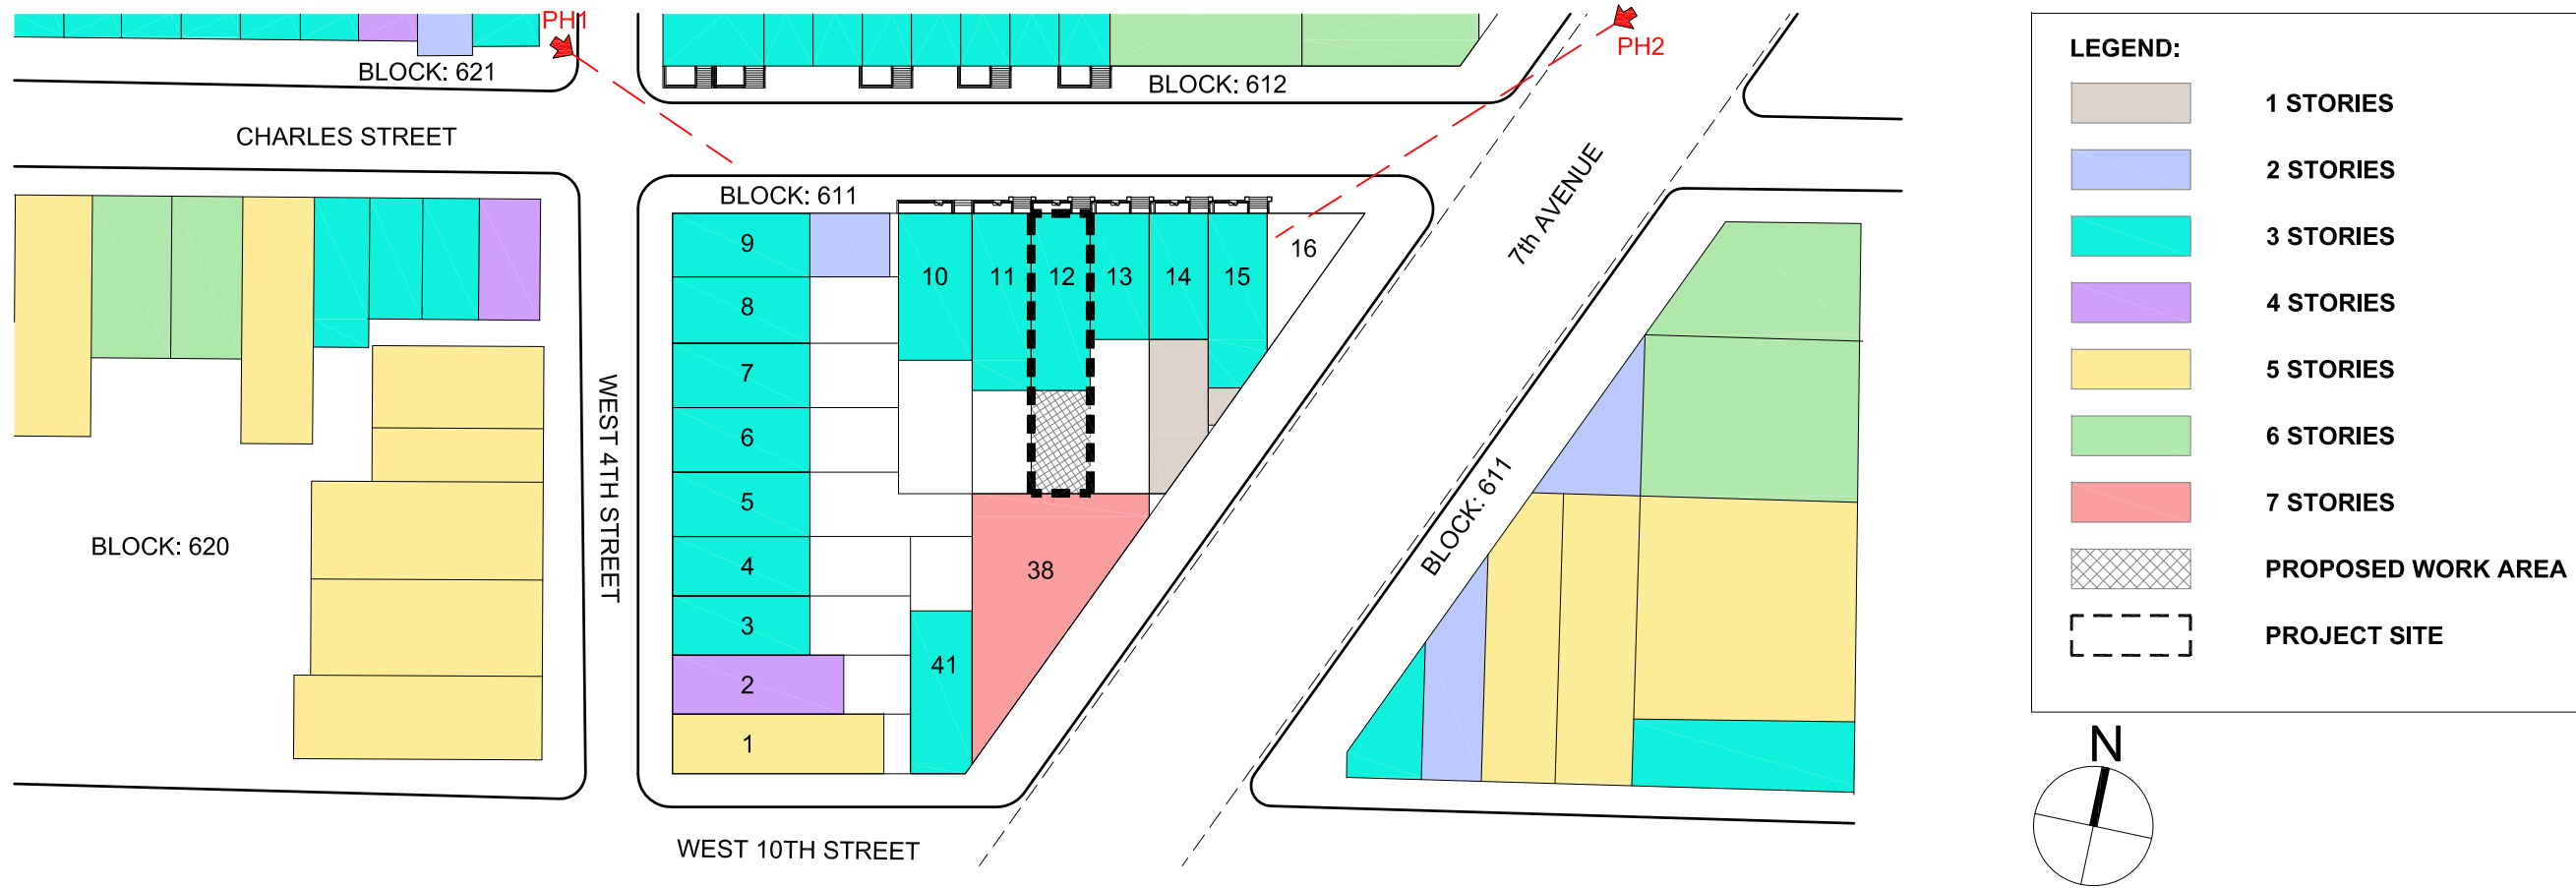 PH1
PH2
BLOCK: 621
BLOCK: 612
CHARLES STREET
BLOCK: 611
7th AVENUE
9
10
11
12
13
14
15
16
8
7
6
5
4
3
2
1
41
38
WEST 4TH STREET
BLOCK: 620
BLOCK: 611
WEST 10TH STREET
LEGEND:
1 STORIES
2 STORIES
3 STORIES
4 STORIES
5 STORIES
6 STORIES
7 STORIES
PROPOSED WORK AREA
PROJECT SITE
N